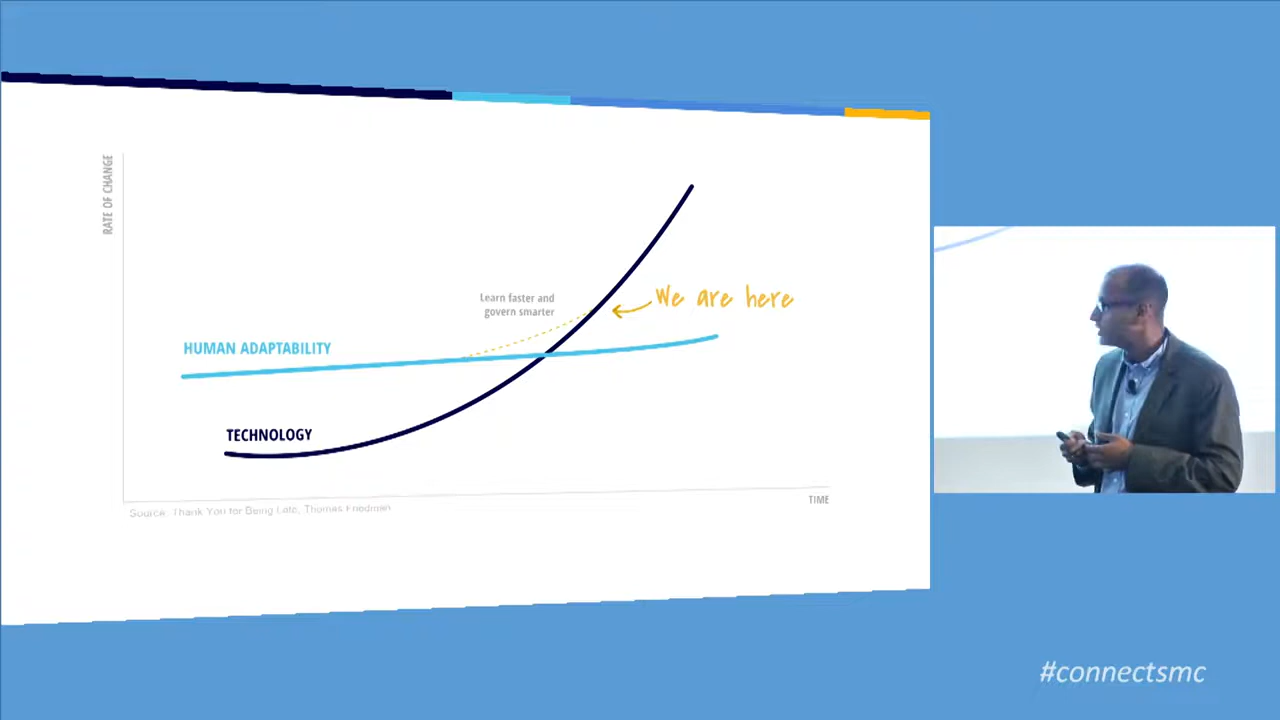 RATE OF CHANGE
Learn faster and
govern smarter
We are here
HUMAN ADAPTABILITY
TECHNOLOGY
TIME
Source: Thank You for Being Late, Thomas Friedman
#connectsmc